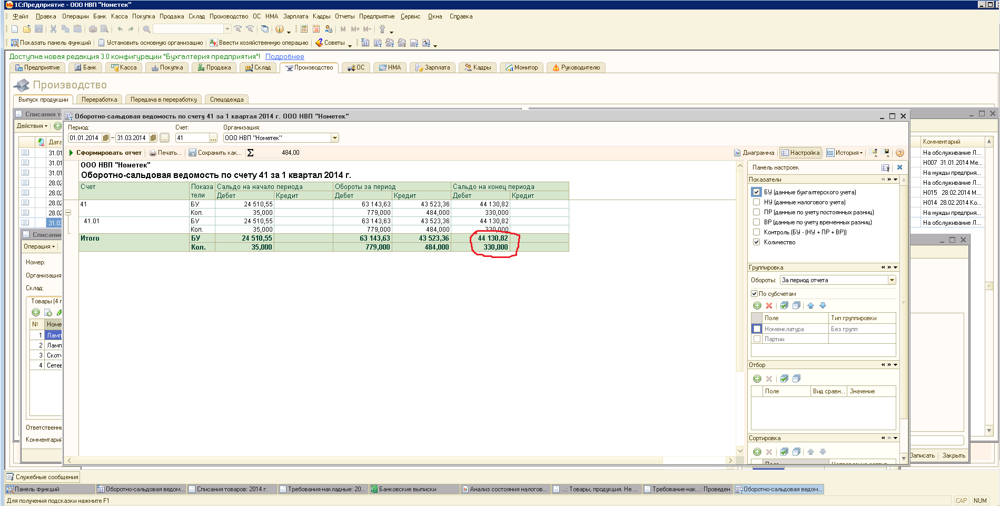 1С:Предприятие - ООО НВП "Нометек"
Файл Правка Операции Банк Касса Покупка Продажа Склад Производство ОС НМА Зарплата Кадры Отчеты Предприятие Сервис Окна Справка
M M+ M-
Показать панель функций Установить основную организацию Ввести хозяйственную операцию Советы
Доступна новая редакция 3.0 конфигурации "Бухгалтерия предприятия"! Подробнее
Предприятие Банк Касса Покупка Продажа Склад Производство ОС НМА Зарплата Кадры Монитор Руководителю
Производство
Выпуск продукции Переработка Передача в переработку Спецодежда
Списания т
Оборотно-сальдовая ведомость по счету 41 за 1 квартал 2014 г. ООО НВП "Нометек"
Действия
Период: Счет: Организация:
01.01.2014 – 31.03.2014 ... 41 ... ООО НВП "Нометек"
Дата
Сформировать отчет Печать... Сохранить как... Σ 484,00 Диаграмма Настройка История
ООО НВП "Нометек"
Оборотно-сальдовая ведомость по счету 41 за 1 квартал 2014 г.
Счет Показатели Сальдо на начало периода Обороты за период Сальдо на конец периода
Дебет Кредит Дебет Кредит Дебет Кредит
41 БУ 24 510,55 63 143,63 43 523,36 44 130,82
Кол. 35,000 779,000 484,000 330,000
41.01 БУ 24 510,55 63 143,63 43 523,36 44 130,82
Кол. 35,000 779,000 484,000 330,000
Итого БУ 24 510,55 63 143,63 43 523,36 44 130,82
Кол. 35,000 779,000 484,000 330,000
31.01
31.01
31.01
28.02
28.02
28.02
28.02
31.03
Списание
Операция
Номер:
Организация
Склад:
Товары (4
№ Номе
1 Ламп
2 Ламп
3 Скотч
4 Сетев
Ответственн
Комментарий
Панель настроек
Показатели
БУ (данные бухгалтерского учета)
НУ (данные налогового учета)
ПР (данные по учету постоянных разниц)
ВР (данные по учету временных разниц)
Контроль (БУ - (НУ + ПР + ВР))
Количество
Группировка
Обороты: За период отчета
По субсчетам
Поле Тип группировки
Номенклатура Без групп
Партии
Отбор
Поле Вид сравн... Значение
Сортировка
Комментарий
На обслуживание Л...
Н007 31.01.2014 Ме...
На нужды предприя...
На обслуживание Л...
Н015 28.02.2014 М...
Н014 28.02.2014 Ко...
На нужды предприя...
На обслуживание Л...
Записать Закрыть
Служебные сообщения
Панель функций Оборотно-сальдовая ведом... Списания товаров: 2014 г. Требования-накладные: 20... Банковские выписки Анализ состояния налогов... ...: Товары, продукция. Не ... Требование-нак...: Проведен Оборотно-сальдовая ведом...
Для получения подсказки нажмите F1 CAP NUM